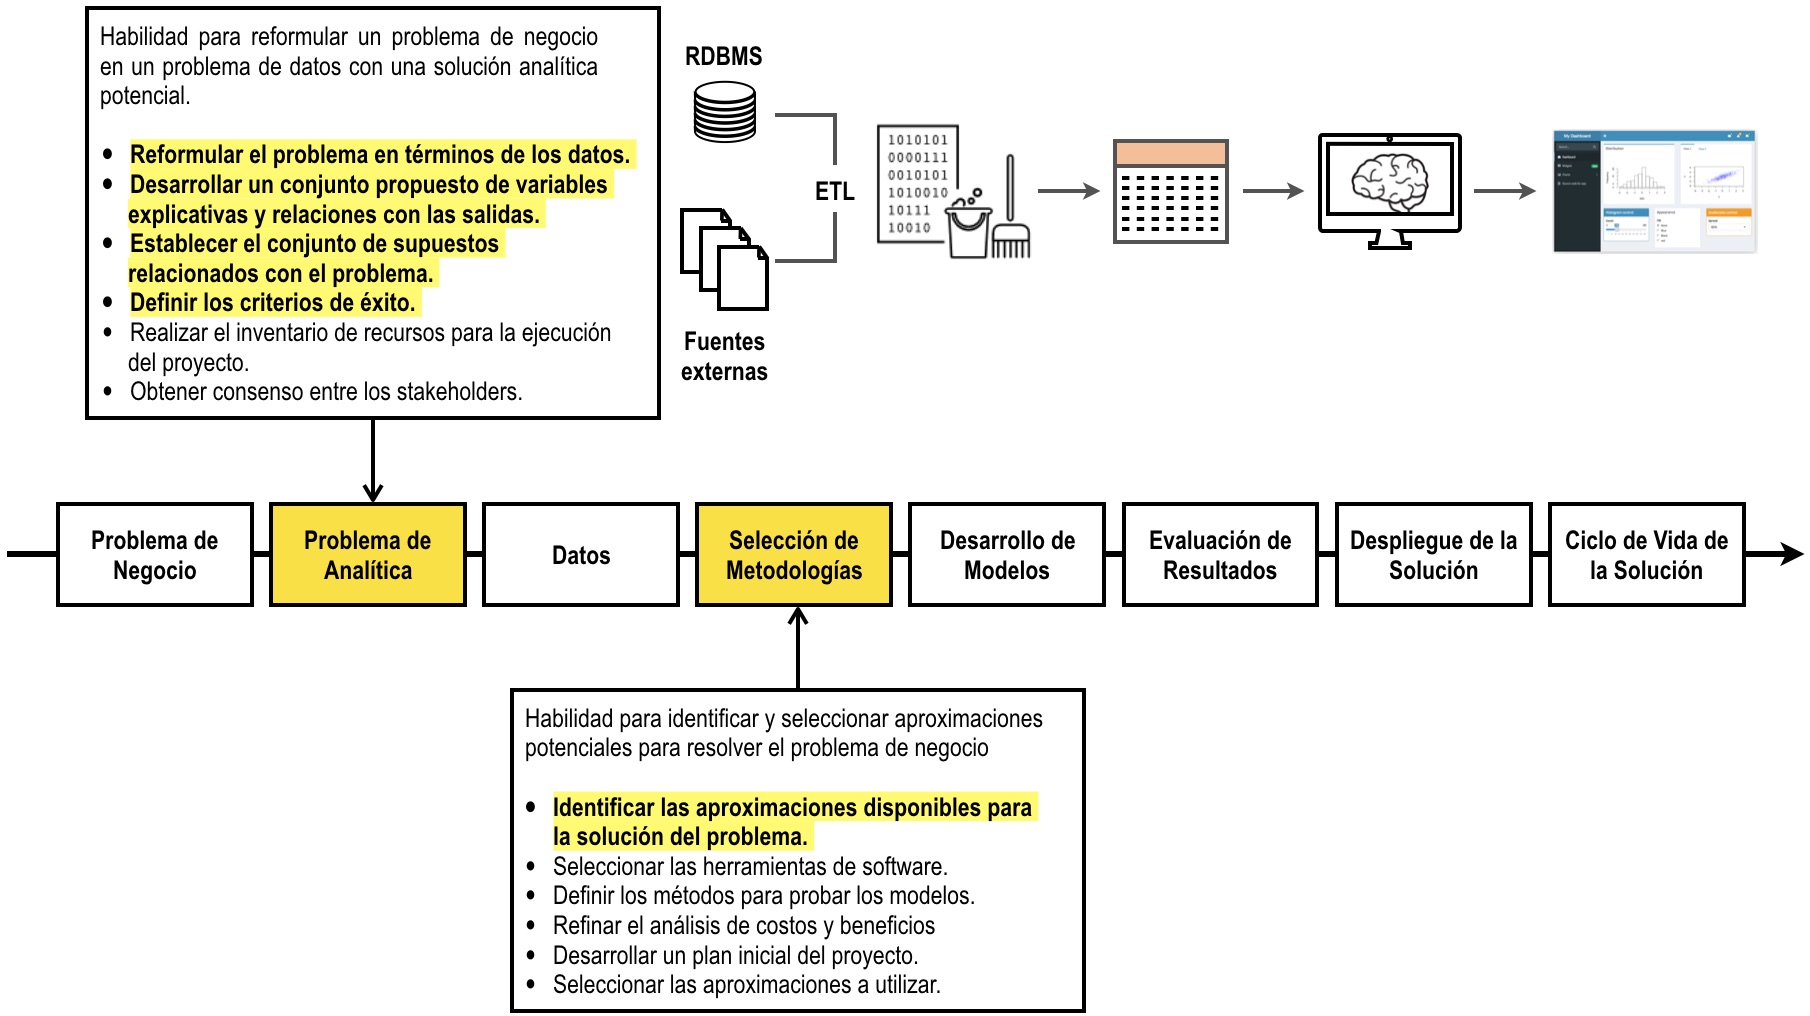 Habilidad para reformular un problema de negocio
en un problema de datos con una solución analítica
potencial.
• Reformular el problema en términos de los datos.
• Desarrollar un conjunto propuesto de variables
explicativas y relaciones con las salidas.
• Establecer el conjunto de supuestos
relacionados con el problema.
• Definir los criterios de éxito.
• Realizar el inventario de recursos para la ejecución
del proyecto.
• Obtener consenso entre los stakeholders.
RDBMS
ETL
Fuentes
externas
1010101
0000111
0010101
1010010
10111
10010
My Dashboard
Problema de
Negocio
Problema de
Analítica
Datos
Selección de
Metodologías
Desarrollo de
Modelos
Evaluación de
Resultados
Despliegue de la
Solución
Ciclo de Vida de
la Solución
Habilidad para identificar y seleccionar aproximaciones
potenciales para resolver el problema de negocio
• Identificar las aproximaciones disponibles para
la solución del problema.
• Seleccionar las herramientas de software.
• Definir los métodos para probar los modelos.
• Refinar el análisis de costos y beneficios
• Desarrollar un plan inicial del proyecto.
• Seleccionar las aproximaciones a utilizar.